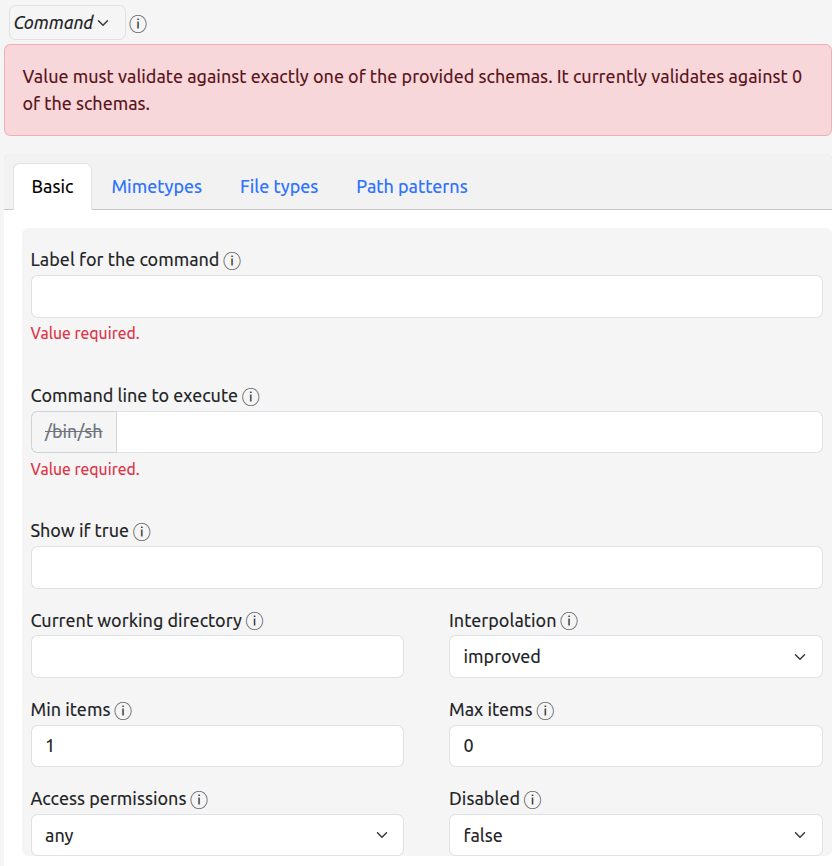 Command
Value must validate against exactly one of the provided schemas. It currently validates against 0
of the schemas.
Basic Mimetypes File types Path patterns
Label for the command
Value required.
Command line to execute
/bin/sh
Value required.
Show if true
Current working directory Interpolation
improved
Min items Max items
1 0
Access permissions Disabled
any false